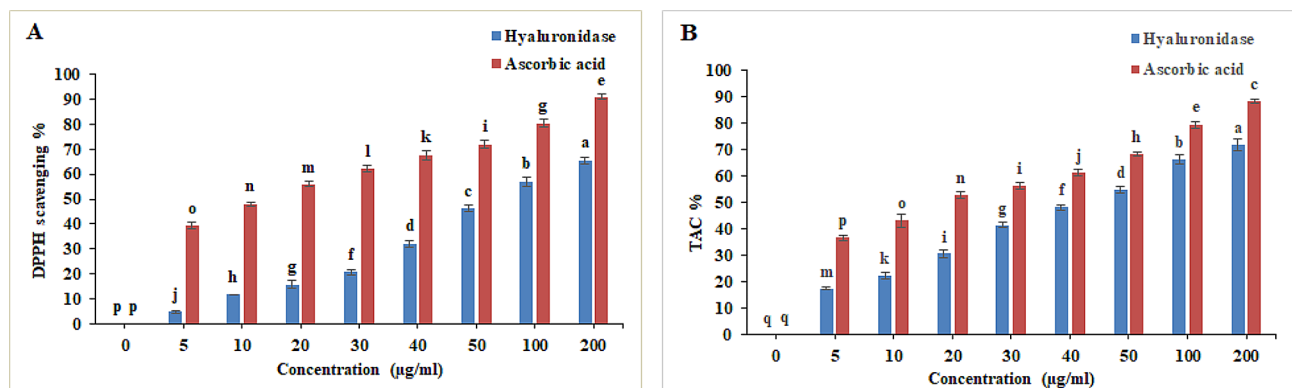 A
Hyaluronidase
Ascorbic acid
DPPH scavenging %
100
90
80
70
60
50
40
30
20
10
0
p p j o h n g m f l d k c i b g a e
0 5 10 20 30 40 50 100 200
Concentration (µg/ml)
B
Hyaluronidase
Ascorbic acid
TAC %
100
90
80
70
60
50
40
30
20
10
0
q q m p k o i n g i f j d h b e a c
0 5 10 20 30 40 50 100 200
Concentration (µg/ml)